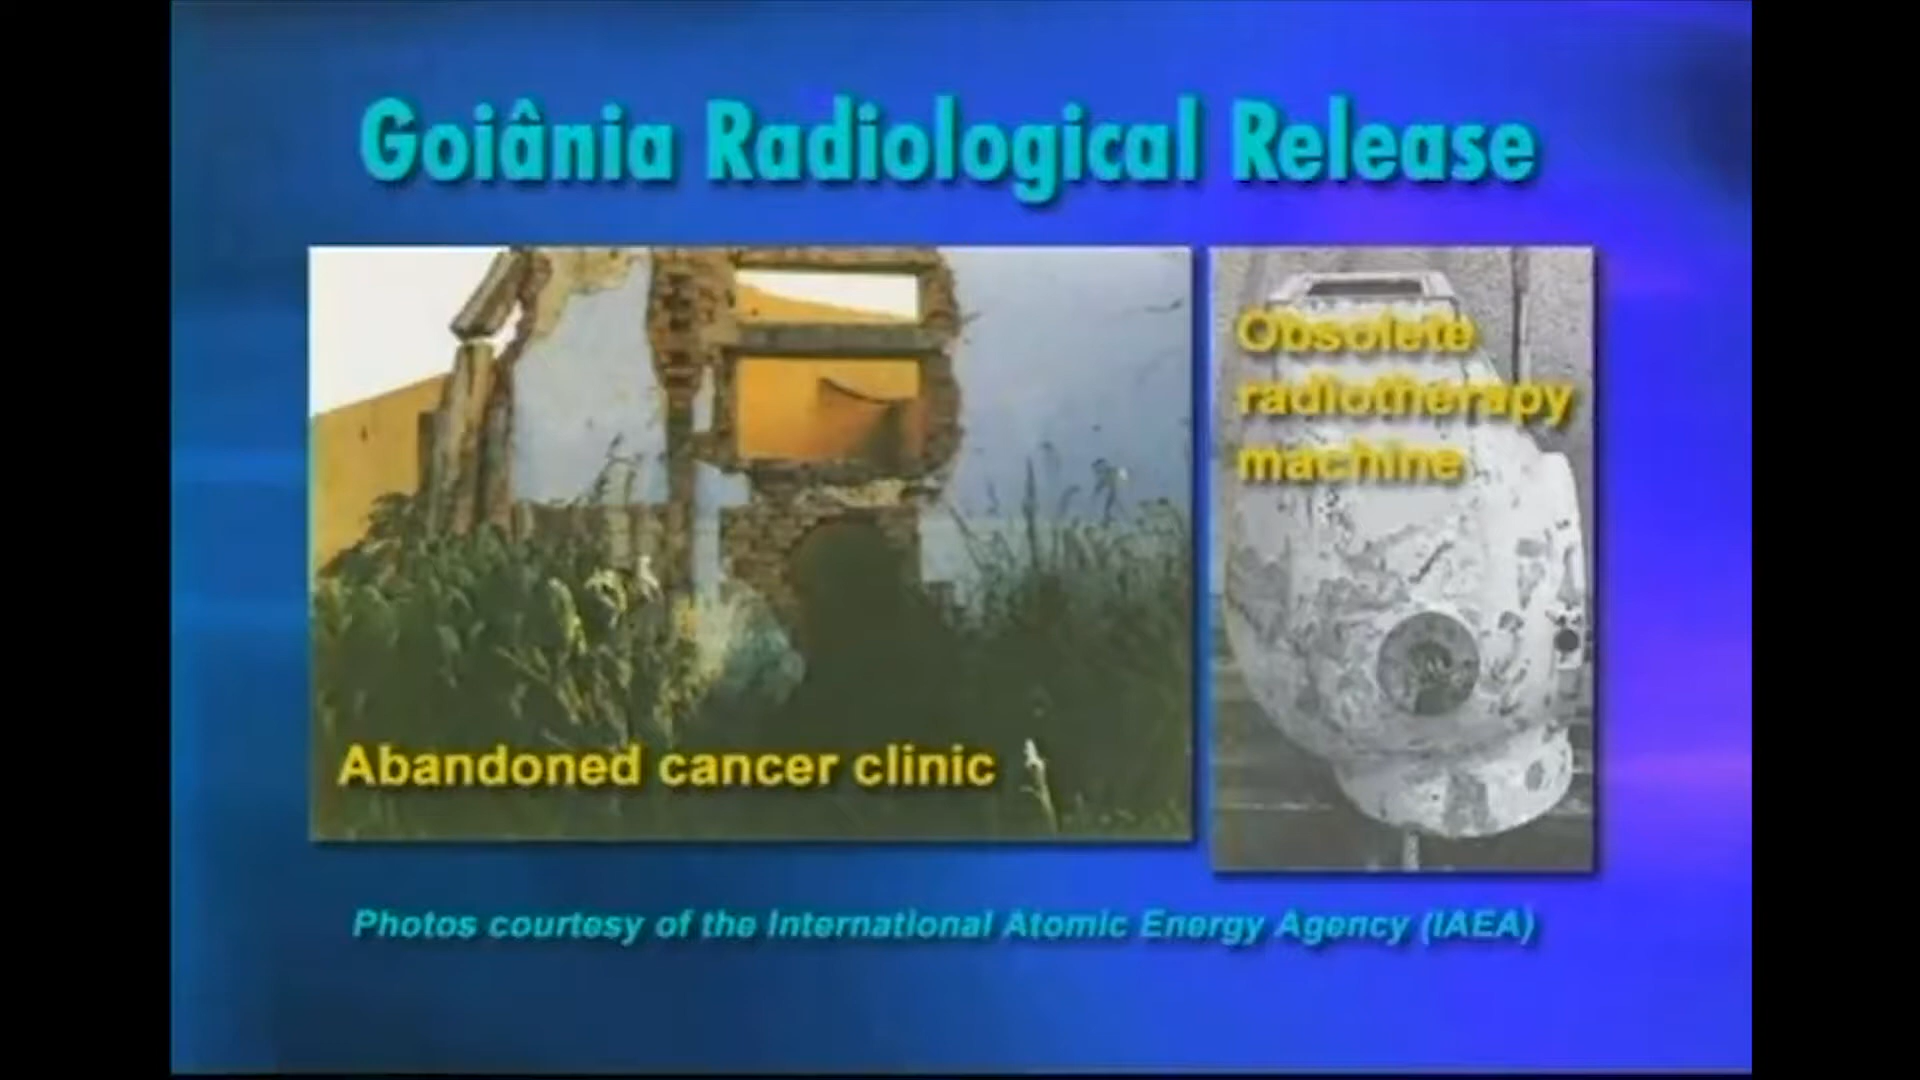 Goiânia Radiological Release
Obsolete
radiotherapy
machine
Abandoned cancer clinic
Photos courtesy of the International Atomic Energy Agency (IAEA)